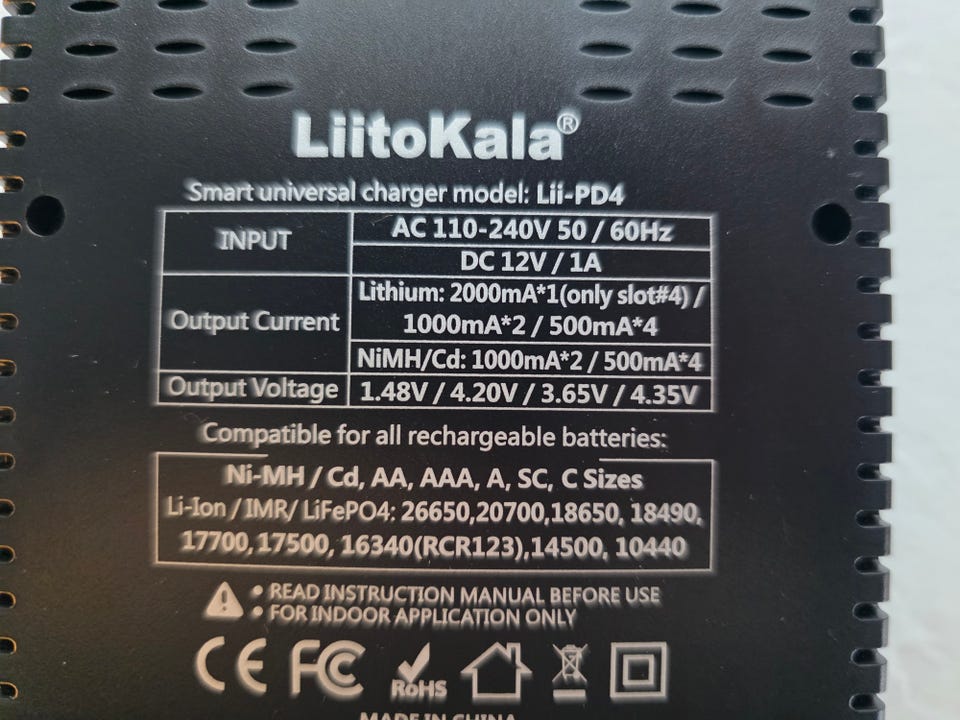 LiitoKala®
Smart universal charger model: Lii-PD4
INPUT
AC 110-240V 50 / 60Hz
DC 12V / 1A
Output Current
Lithium: 2000mA*1(only slot#4) /
1000mA*2 / 500mA*4
NiMH/Cd: 1000mA*2 / 500mA*4
Output Voltage
1.48V / 4.20V / 3.65V / 4.35V
Compatible for all rechargeable batteries:
Ni-MH / Cd, AA, AAA, A, SC, C Sizes
Li-Ion / IMR/ LiFePO4: 26650,20700,18650, 18490,
17700,17500, 16340(RCR123),14500, 10440
• READ INSTRUCTION MANUAL BEFORE USE
• FOR INDOOR APPLICATION ONLY
CE FC RoHS
MADE IN CHINA